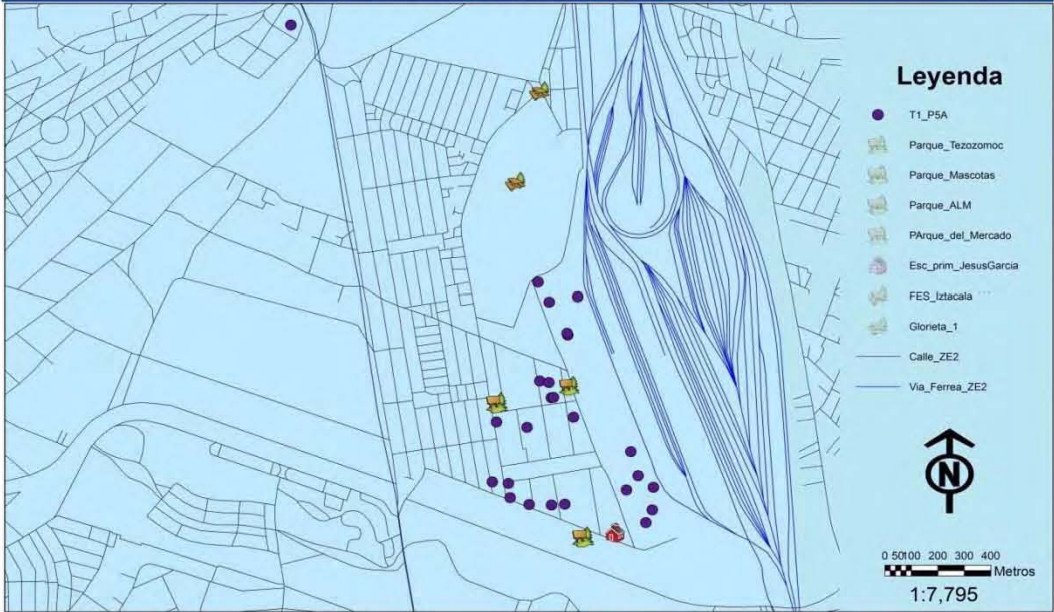 Leyenda
T1_P5A
Parque_Tezozomoc
Parque_Mascotas
Parque_ALM
PArque_del_Mercado
Esc_prim_JesusGarcia
FES_Iztacala
Glorieta_1
Calle_ZE2
Via_Ferrea_ZE2
N
0 50100 200 300 400
Metros
1:7,795